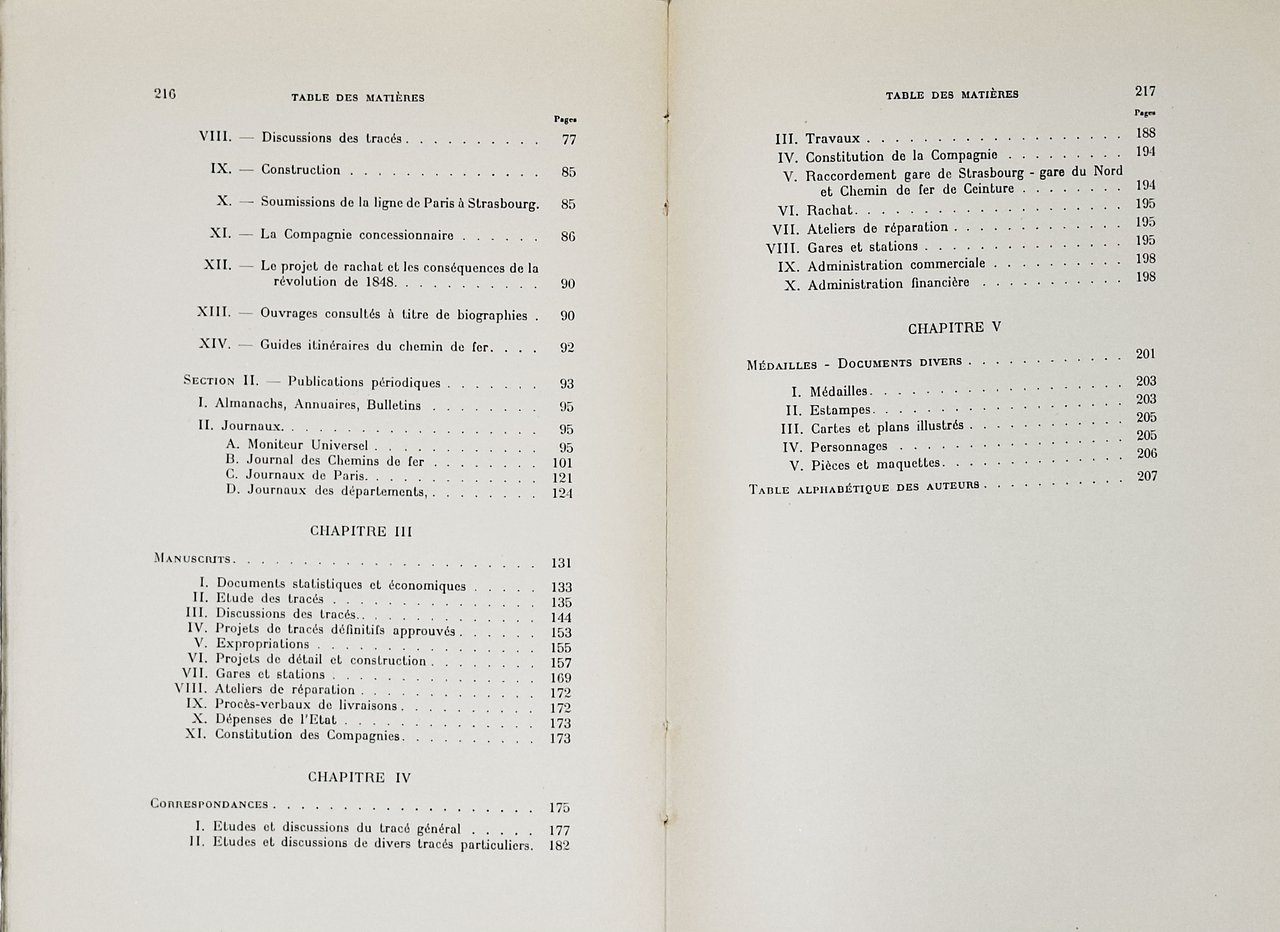 216
TABLE DES MATIÈRES
Pages
VIII. — Discussions des tracés . . . . . . . . . . 77
IX. — Construction . . . . . . . . . . . . . . 85
X. — Soumissions de la ligne de Paris à Strasbourg. 85
XI. — La Compagnie concessionnaire . . . . . . 86
XII. — Le projet de rachat et les conséquences de la
révolution de 1848. . . . . . . . . . . 90
XIII. — Ouvrages consultés à titre de biographies . 90
XIV. — Guides itinéraires du chemin de fer. . . . 92
SECTION II. — Publications périodiques . . . . . . . 93
I. Almanachs, Annuaires, Bulletins . . . . . . . . 95
II. Journaux. . . . . . . . . . . . . . . . . . . 95
A. Moniteur Universel . . . . . . . . . . . . 95
B. Journal des Chemins de fer . . . . . . . . 101
C. Journaux de Paris. . . . . . . . . . . . . 121
D. Journaux des départements, . . . . . . . . 124
CHAPITRE III
MANUSCRITS. . . . . . . . . . . . . . . . . . . . . . 131
I. Documents statistiques et économiques . . . . . 133
II. Etude des tracés . . . . . . . . . . . . . . . 135
III. Discussions des tracés. . . . . . . . . . . . . 144
IV. Projets de tracés définitifs approuvés . . . . . . 153
V. Expropriations . . . . . . . . . . . . . . . . 155
VI. Projets de détail et construction . . . . . . . . 157
VII. Gares et stations . . . . . . . . . . . . . . . 169
VIII. Ateliers de réparation . . . . . . . . . . . . . 172
IX. Procès-verbaux de livraisons . . . . . . . . . . 172
X. Dépenses de l'Etat . . . . . . . . . . . . . . 173
XI. Constitution des Compagnies. . . . . . . . . . 173
CHAPITRE IV
CORRESPONDANCES . . . . . . . . . . . . . . . . . . . 175
I. Etudes et discussions du tracé général . . . . . 177
II. Etudes et discussions de divers tracés particuliers. 182
TABLE DES MATIÈRES
217
Pages
III. Travaux . . . . . . . . . . . . . . . . . . 188
IV. Constitution de la Compagnie . . . . . . . . . 194
V. Raccordement gare de Strasbourg - gare du Nord
et Chemin de fer de Ceinture . . . . . . . . 194
VI. Rachat. . . . . . . . . . . . . . . . . . . 195
VII. Ateliers de réparation . . . . . . . . . . . . . 195
VIII. Gares et stations . . . . . . . . . . . . . . . 195
IX. Administration commerciale . . . . . . . . . . 198
X. Administration financière . . . . . . . . . . . 198
CHAPITRE V
MÉDAILLES - DOCUMENTS DIVERS . . . . . . . . . . . . 201
I. Médailles. . . . . . . . . . . . . . . . . . . 203
II. Estampes. . . . . . . . . . . . . . . . . . . 203
III. Cartes et plans illustrés . . . . . . . . . . . . 205
IV. Personnages . . . . . . . . . . . . . . . . . 205
V. Pièces et maquettes. . . . . . . . . . . . . . 206
TABLE ALPHABÉTIQUE DES AUTEURS . . . . . . . . . . . 207